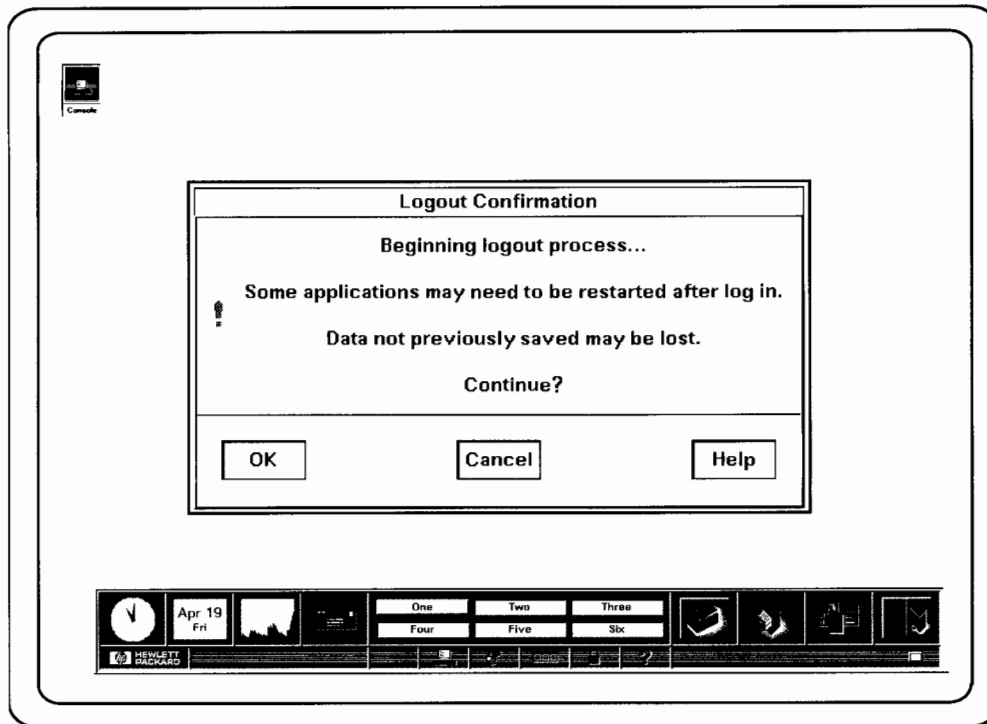 Console
Logout Confirmation
Beginning logout process...
Some applications may need to be restarted after log in.
!
Data not previously saved may be lost.
Continue?
OK
Cancel
Help
Apr 19
Fri
One
Two
Three
Four
Five
Six
hp HEWLETT
PACKARD
?